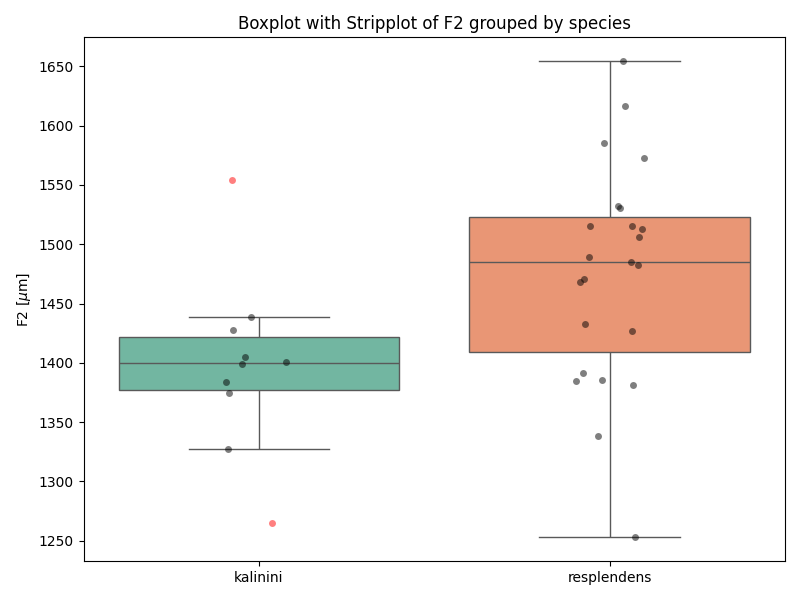 Boxplot with Stripplot of F2 grouped by species
F2 [μm]
1650
1600
1550
1500
1450
1400
1350
1300
1250
kalinini
resplendens